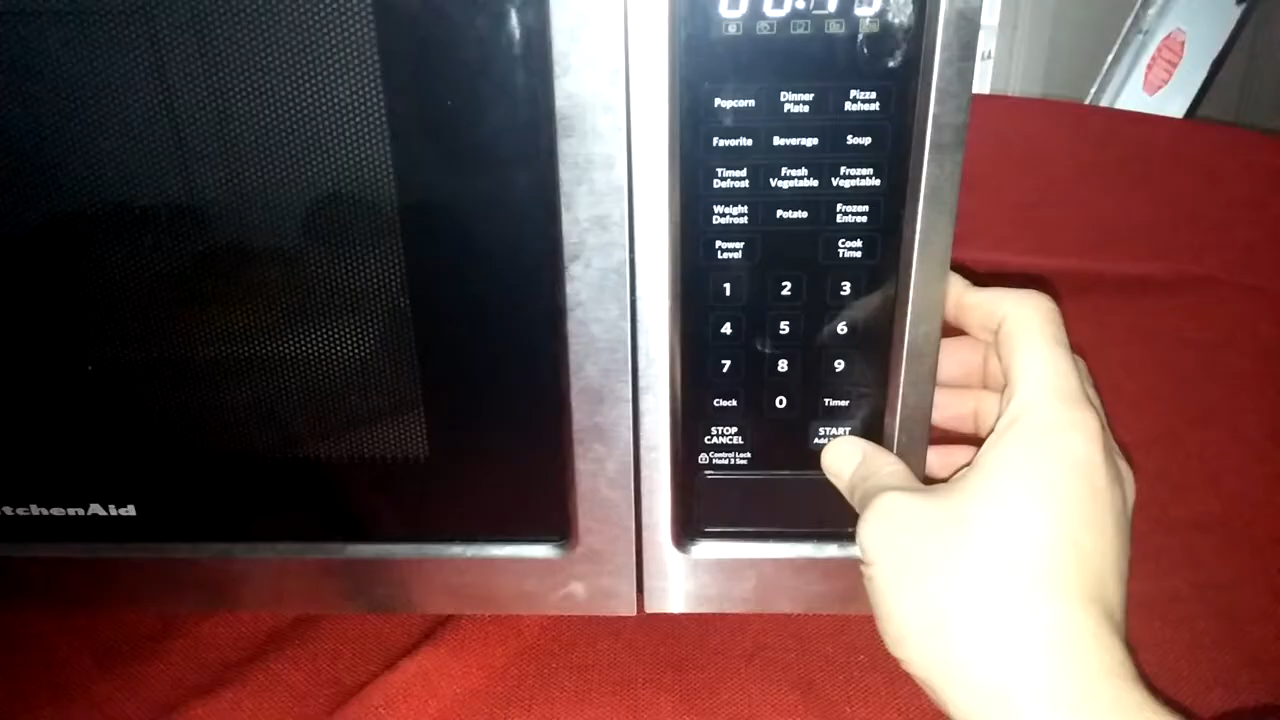 Popcorn
Dinner
Plate
Pizza
Reheat
Favorite
Beverage
Soup
Timed
Defrost
Fresh
Vegetable
Frozen
Vegetable
Weight
Defrost
Potato
Frozen
Entree
Power
Level
Cook
Time
1 2 3
4 5 6
7 8 9
Clock 0 Timer
STOP
CANCEL
START
Add
Control Lock
Hold 3 Sec
tchenAid